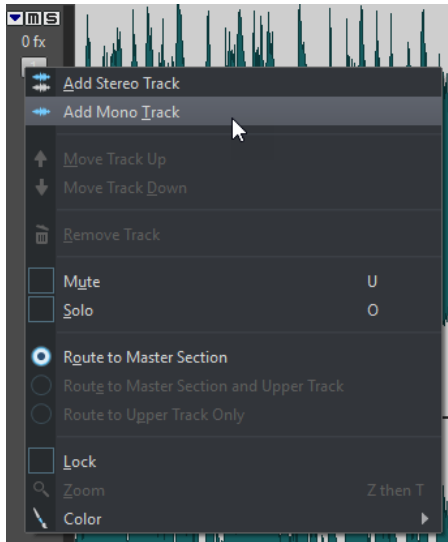 M S
0 fx
1
Add Stereo Track
Add Mono Track
Move Track Up
Move Track Down
Remove Track
Mute U
Solo O
Route to Master Section
Route to Master Section and Upper Track
Route to Upper Track Only
Lock
Zoom Z then T
Color